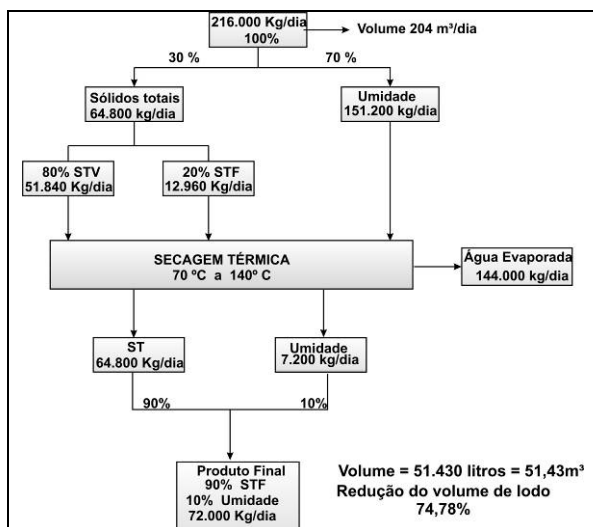 216.000 Kg/dia
100%
Volume 204 m³/dia
30 %
70 %
Sólidos totais
64.800 kg/dia
Umidade
151.200 kg/dia
80% STV
51.840 Kg/dia
20% STF
12.960 Kg/dia
SECAGEM TÉRMICA
70 ºC a 140º C
Água Evaporada
144.000 kg/dia
ST
64.800 Kg/dia
Umidade
7.200 kg/dia
90%
10%
Produto Final
90% STF
10% Umidade
72.000 Kg/dia
Volume = 51.430 litros = 51,43m³
Redução do volume de lodo
74,78%